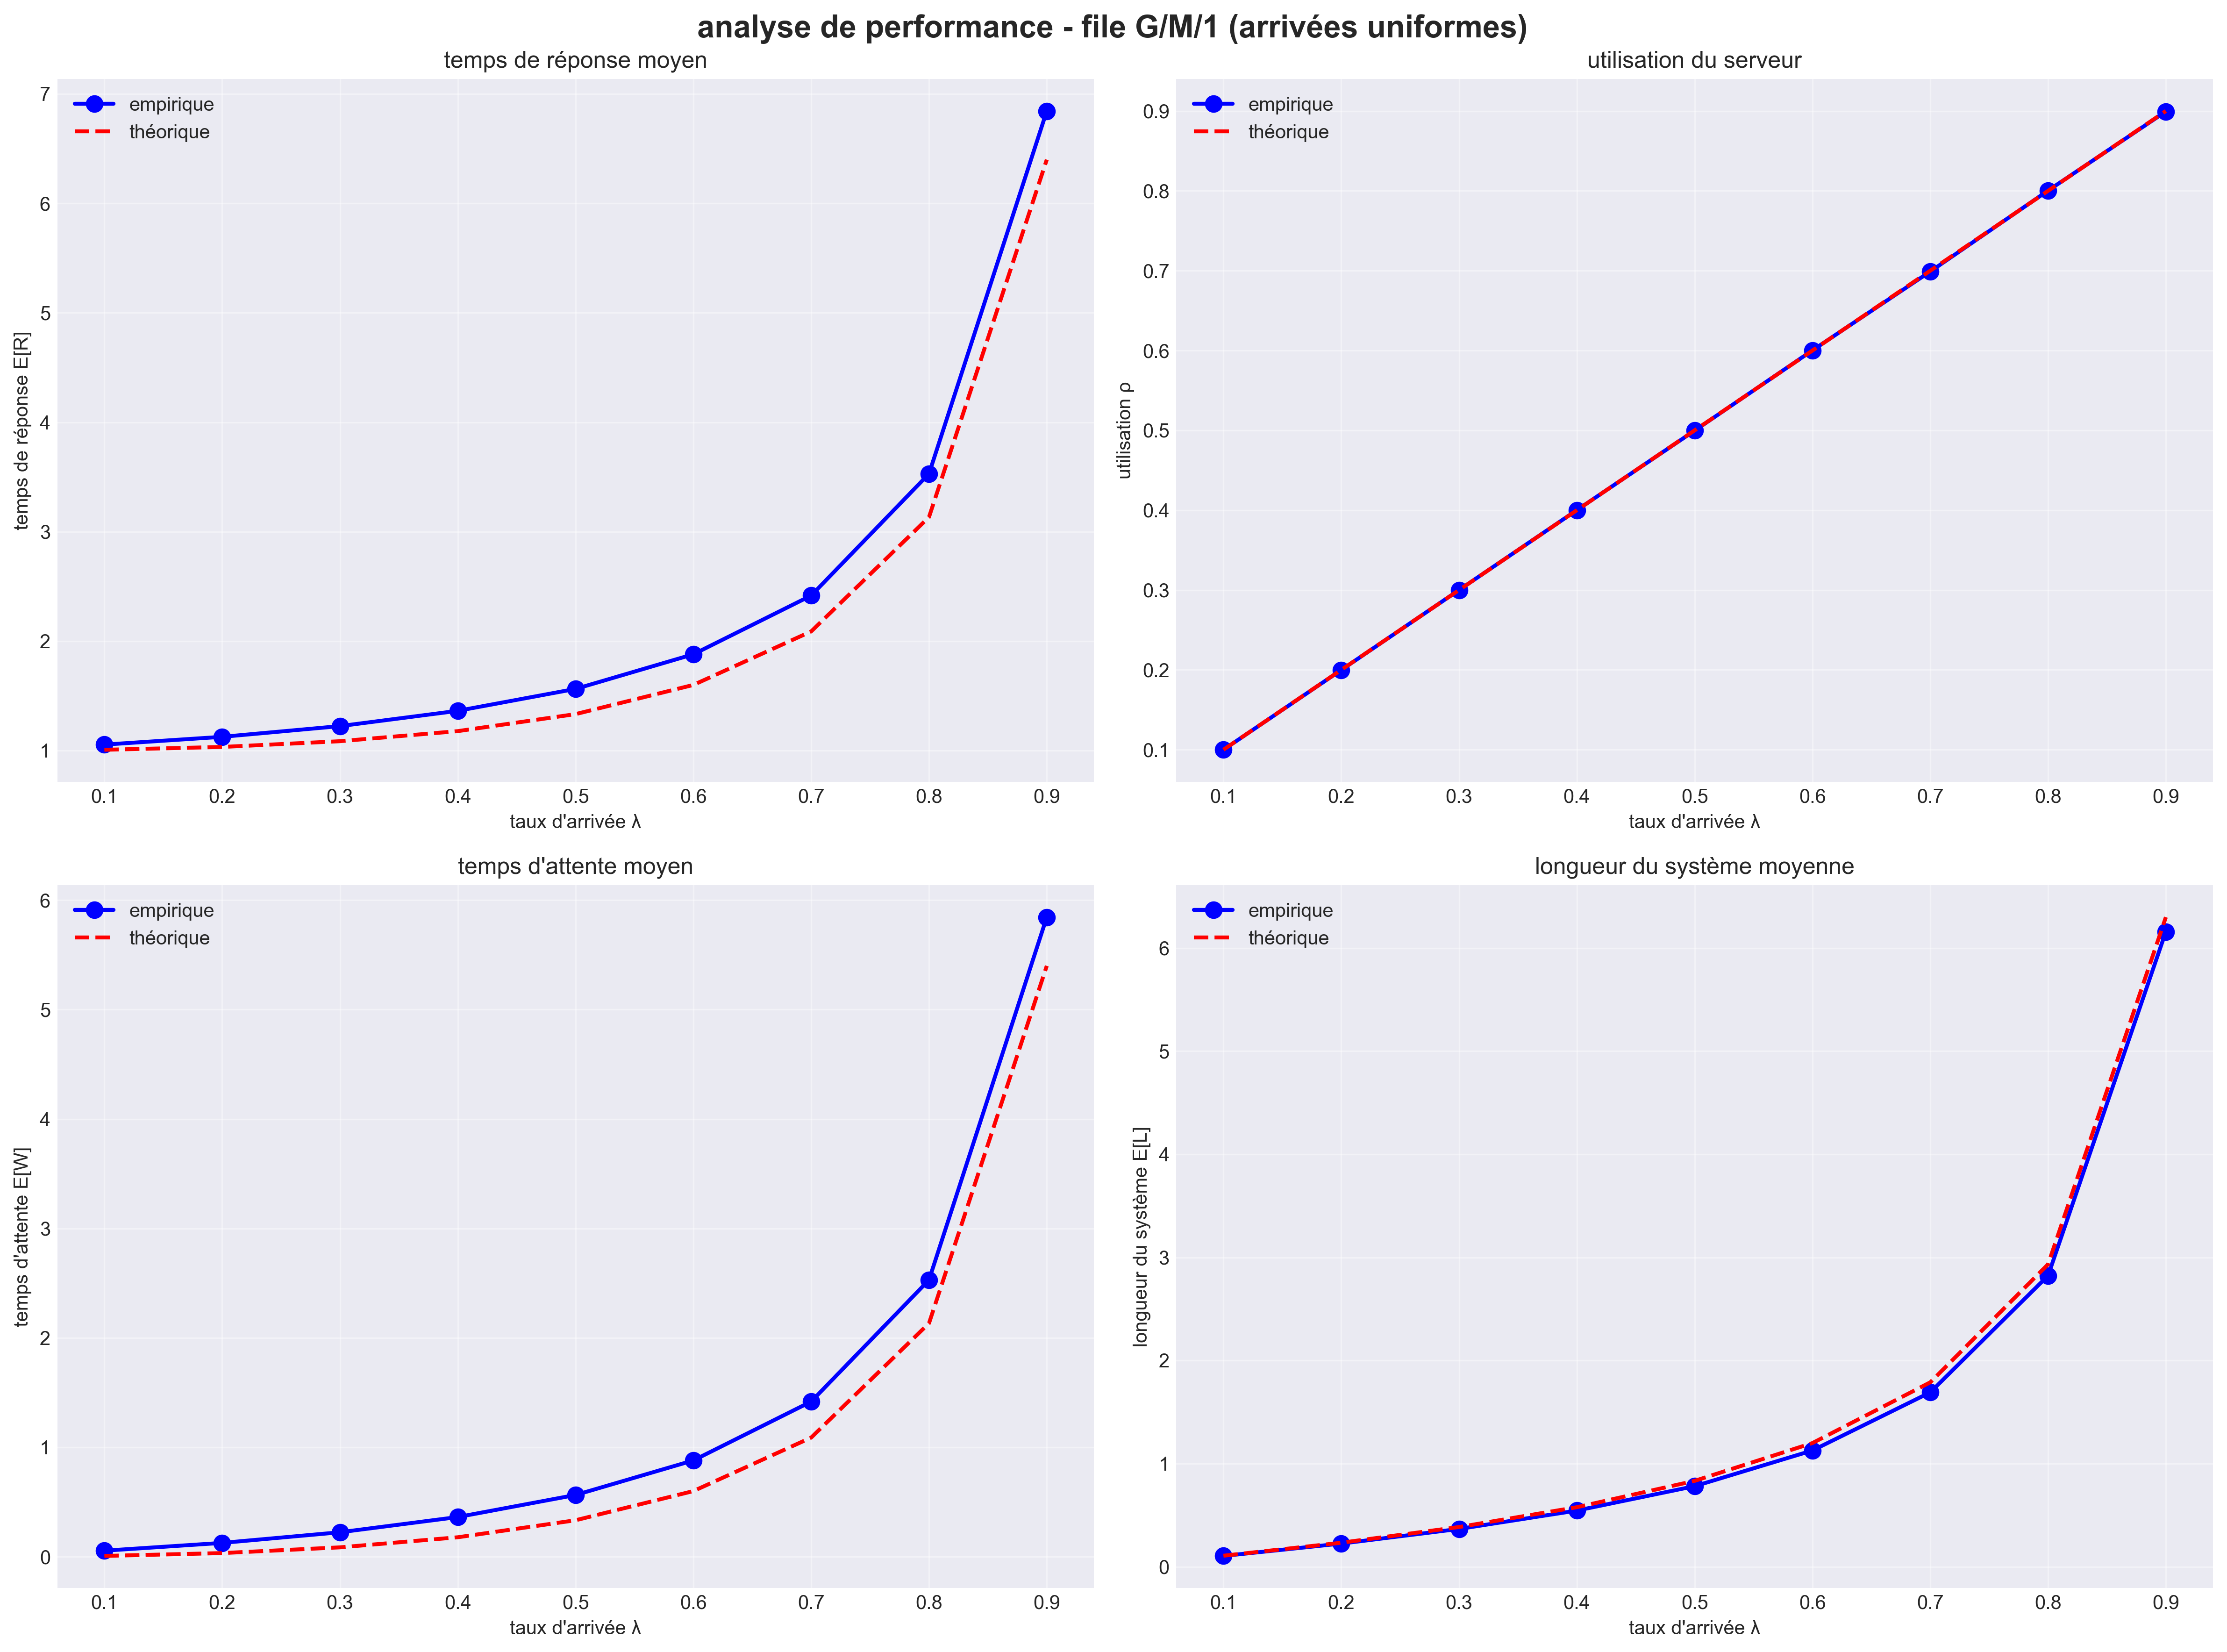 analyse de performance - file G/M/1 (arrivées uniformes)
temps de réponse moyen
7
6
5
4
3
2
1
temps de réponse E[R]
empirique
théorique
0.1 0.2 0.3 0.4 0.5 0.6 0.7 0.8 0.9
taux d'arrivée λ
utilisation du serveur
0.9
0.8
0.7
0.6
0.5
0.4
0.3
0.2
0.1
utilisation ρ
empirique
théorique
0.1 0.2 0.3 0.4 0.5 0.6 0.7 0.8 0.9
taux d'arrivée λ
temps d'attente moyen
6
5
4
3
2
1
0
temps d'attente E[W]
empirique
théorique
0.1 0.2 0.3 0.4 0.5 0.6 0.7 0.8 0.9
taux d'arrivée λ
longueur du système moyenne
6
5
4
3
2
1
0
longueur du système E[L]
empirique
théorique
0.1 0.2 0.3 0.4 0.5 0.6 0.7 0.8 0.9
taux d'arrivée λ